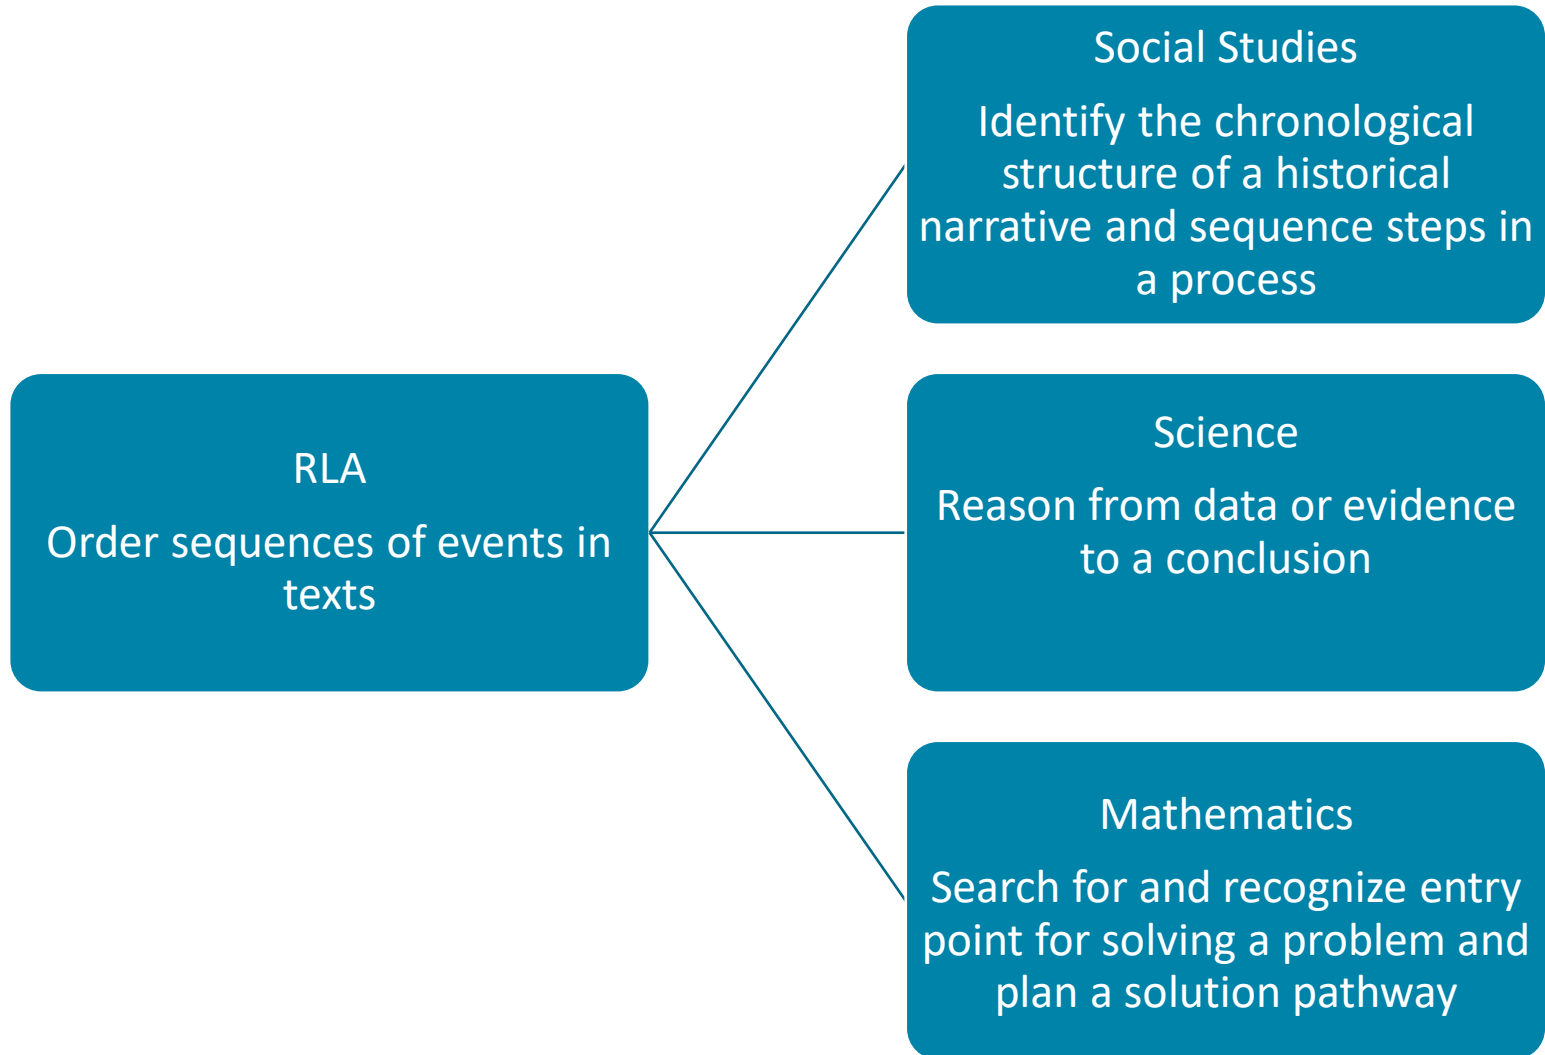 RLA
Order sequences of events in
texts
Social Studies
Identify the chronological
structure of a historical
narrative and sequence steps in
a process
Science
Reason from data or evidence
to a conclusion
Mathematics
Search for and recognize entry
point for solving a problem and
plan a solution pathway